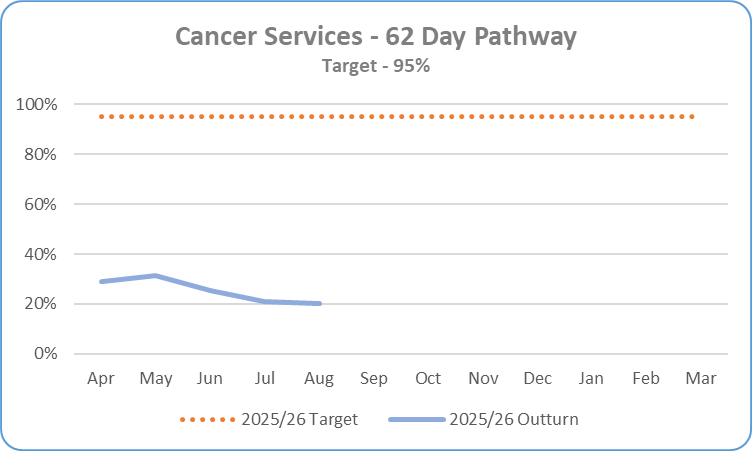 Cancer Services - 62 Day Pathway
Target - 95%
100%
80%
60%
40%
20%
0%
Apr May Jun Jul Aug Sep Oct Nov Dec Jan Feb Mar
2025/26 Target 2025/26 Outturn